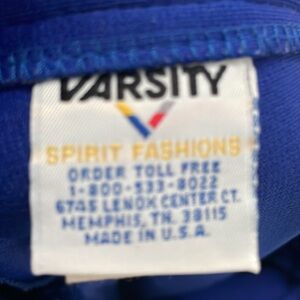 VARSITY
SPIRIT FASHIONS
ORDER TOLL FREE
1-800-533-8022
6745 LENOX CENTER CT.
MEMPHIS, TN. 38115
MADE IN U.S.A.